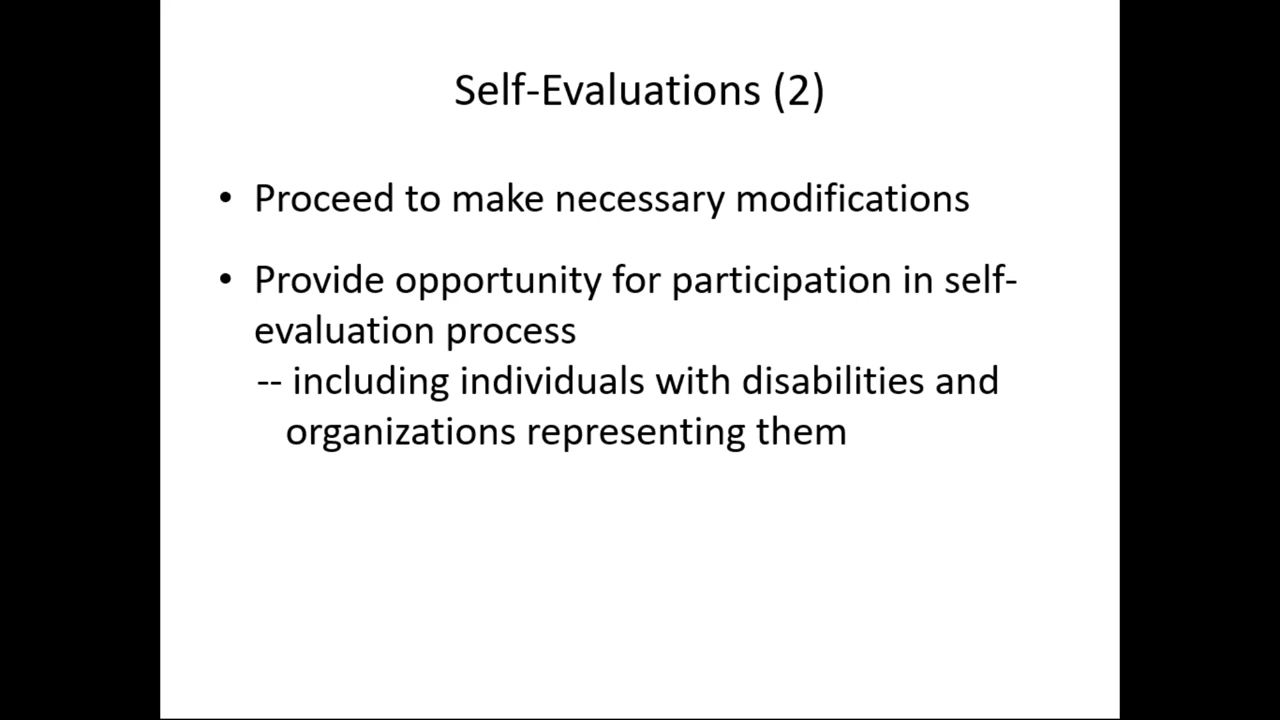 Self-Evaluations (2)
• Proceed to make necessary modifications
• Provide opportunity for participation in self-
evaluation process
-- including individuals with disabilities and
organizations representing them